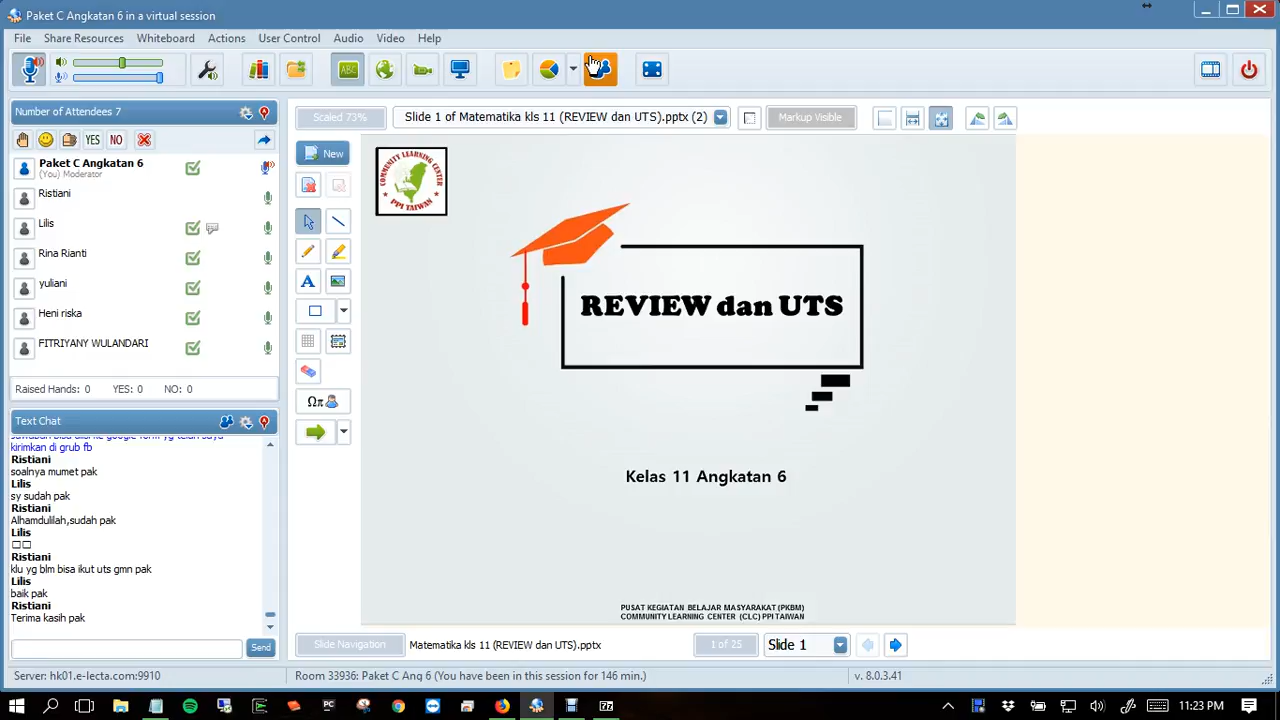 Paket C Angkatan 6 in a virtual session
File Share Resources Whiteboard Actions User Control Audio Video Help
ABC
Number of Attendees 7
YES NO
Paket C Angkatan 6
(You) Moderator
Ristiani
Lilis
Rina Rianti
yuliani
Heni riska
FITRIYANY WULANDARI
Raised Hands: 0 YES: 0 NO: 0
Text Chat
kirimkan di grub fb
Ristiani
soalnya mumet pak
Lilis
sy sudah pak
Ristiani
Alhamdulilah,sudah pak
Lilis
Ristiani
klu yg blm bisa ikut uts gmn pak
Lilis
baik pak
Ristiani
Terima kasih pak
Send
Scaled 73%
Slide 1 of Matematika kls 11 (REVIEW dan UTS).pptx (2)
Markup Visible
New
A
Ωπ
COMMUNITY LEARNING CENTER
PPI TAIWAN
REVIEW dan UTS
Kelas 11 Angkatan 6
PUSAT KEGIATAN BELAJAR MASYARAKAT (PKBM)
COMMUNITY LEARNING CENTER (CLC) PPI TAIWAN
Slide Navigation
Matematika kls 11 (REVIEW dan UTS).pptx
1 of 25
Slide 1
Server: hk01.e-lecta.com:9910
Room 33936: Paket C Ang 6 (You have been in this session for 146 min.)
v. 8.0.3.41
PC
11:23 PM